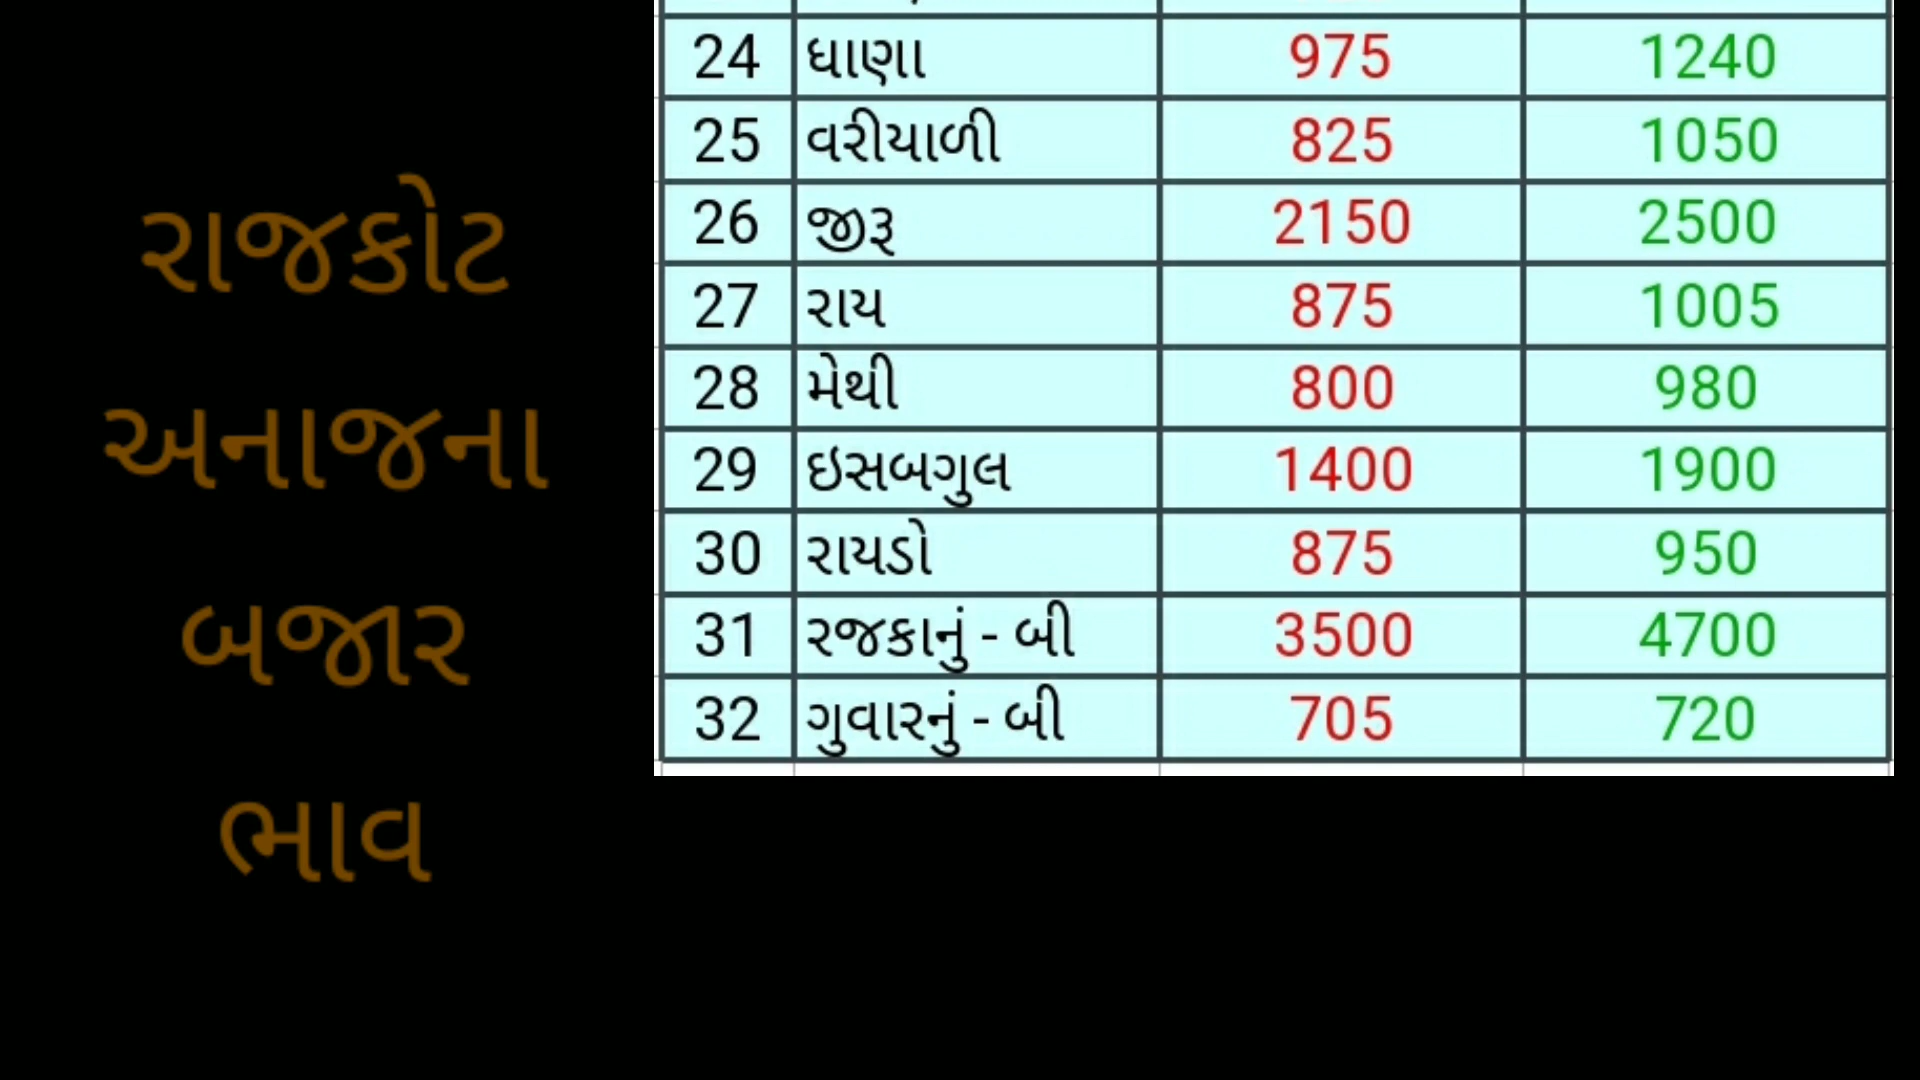 રાજકોટ
અનાજના
બજાર
ભાવ
24 ધાણા 975 1240
25 વરીયાળી 825 1050
26 જીરૂ 2150 2500
27 રાય 875 1005
28 મેથી 800 980
29 ઇસબગુલ 1400 1900
30 રાયડો 875 950
31 રજકાનું - બી 3500 4700
32 ગુવારનું - બી 705 720